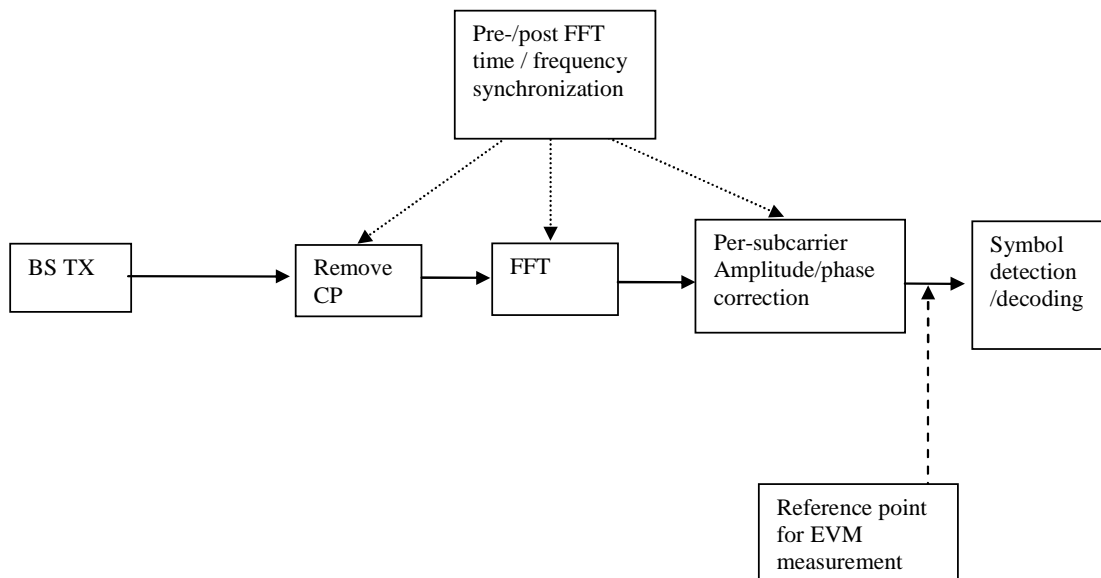 Pre-/post FFT
time / frequency
synchronization
BS TX
Remove
CP
FFT
Per-subcarrier
Amplitude/phase
correction
Symbol
detection
/decoding
Reference point
for EVM
measurement